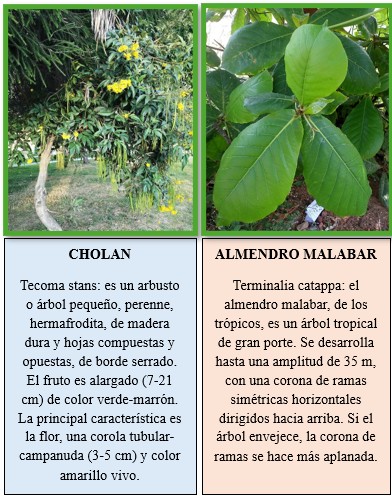 CHOLAN
Tecoma stans: es un arbusto
o árbol pequeño, perenne,
hermafrodita, de madera
dura y hojas compuestas y
opuestas, de borde serrado.
El fruto es alargado (7-21
cm) de color verde-marrón.
La principal característica es
la flor, una corola tubular-
campanuda (3-5 cm) y color
amarillo vivo.
ALMENDRO MALABAR
Terminalia catappa: el
almendro malabar, de los
trópicos, es un árbol tropical
de gran porte. Se desarrolla
hasta una amplitud de 35 m,
con una corona de ramas
simétricas horizontales
dirigidos hacia arriba. Si el
árbol envejece, la corona de
ramas se hace más aplanada.